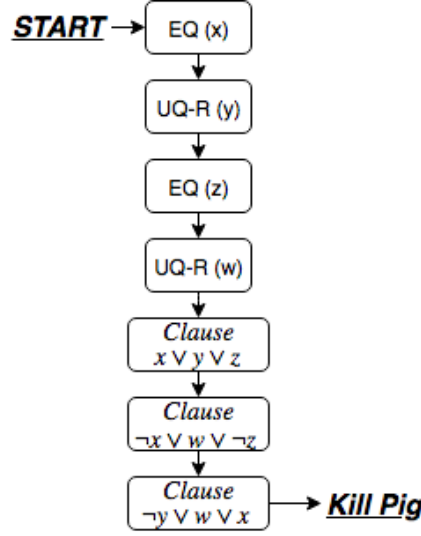 START
EQ (x)
UQ-R (y)
EQ (z)
UQ-R (w)
Clause
x ∨ y ∨ z
Clause
¬x ∨ w ∨ ¬z
Clause
¬y ∨ w ∨ x
Kill Pig